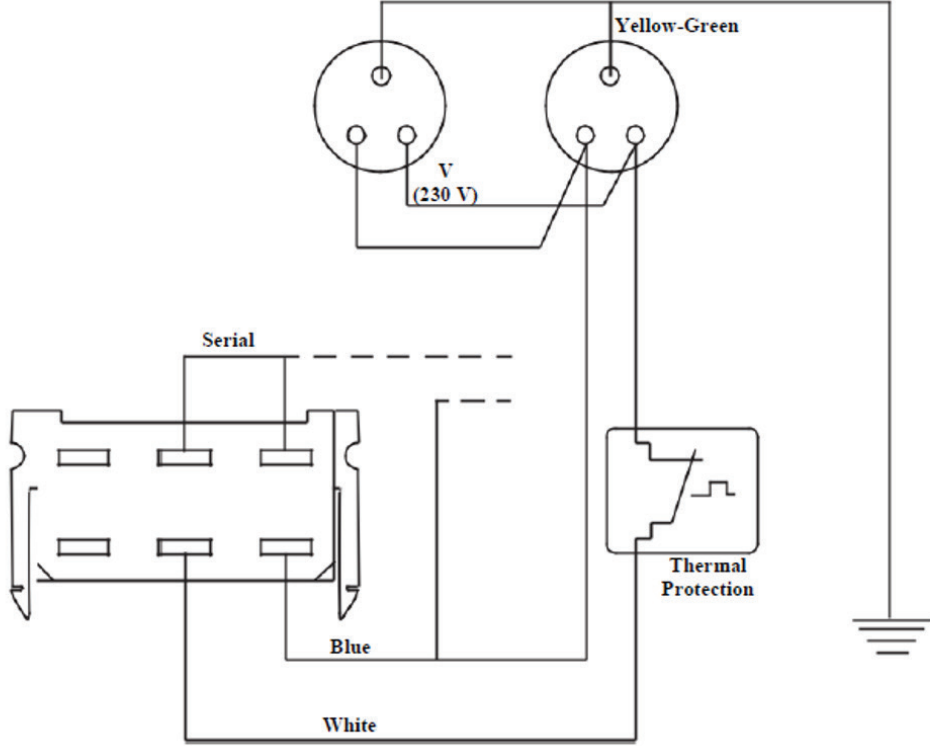 Yellow-Green
V
(230 V)
Serial
Thermal
Protection
Blue
White